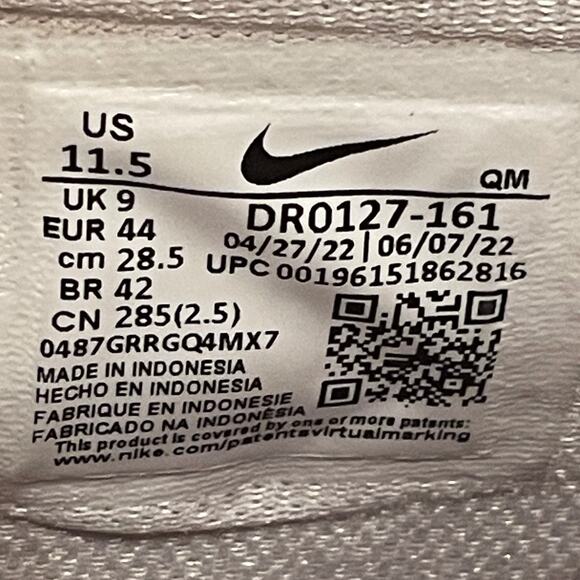 US
11.5
QM
UK 9
EUR 44
cm 28.5
BR 42
CN 285(2.5)
DR0127-161
04/27/22 | 06/07/22
UPC 00196151862816
0487GRRGQ4MX7
MADE IN INDONESIA
HECHO EN INDONESIA
FABRIQUE EN INDONESIE
FABRICADO NA INDONÉSIA
This product is covered by one or more patents:
www.nike.com/patentsvirtualmarking